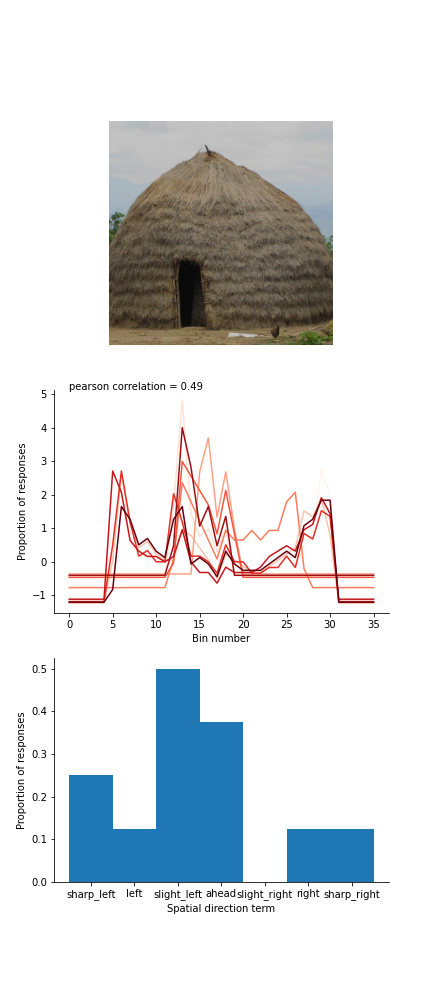 pearson correlation = 0.49
5
4
3
2
1
0
−1
Proportion of responses
0 5 10 15 20 25 30 35
Bin number
0.5
0.4
0.3
0.2
0.1
0.0
Proportion of responses
sharp_left left slight_left ahead slight_right right sharp_right
Spatial direction term